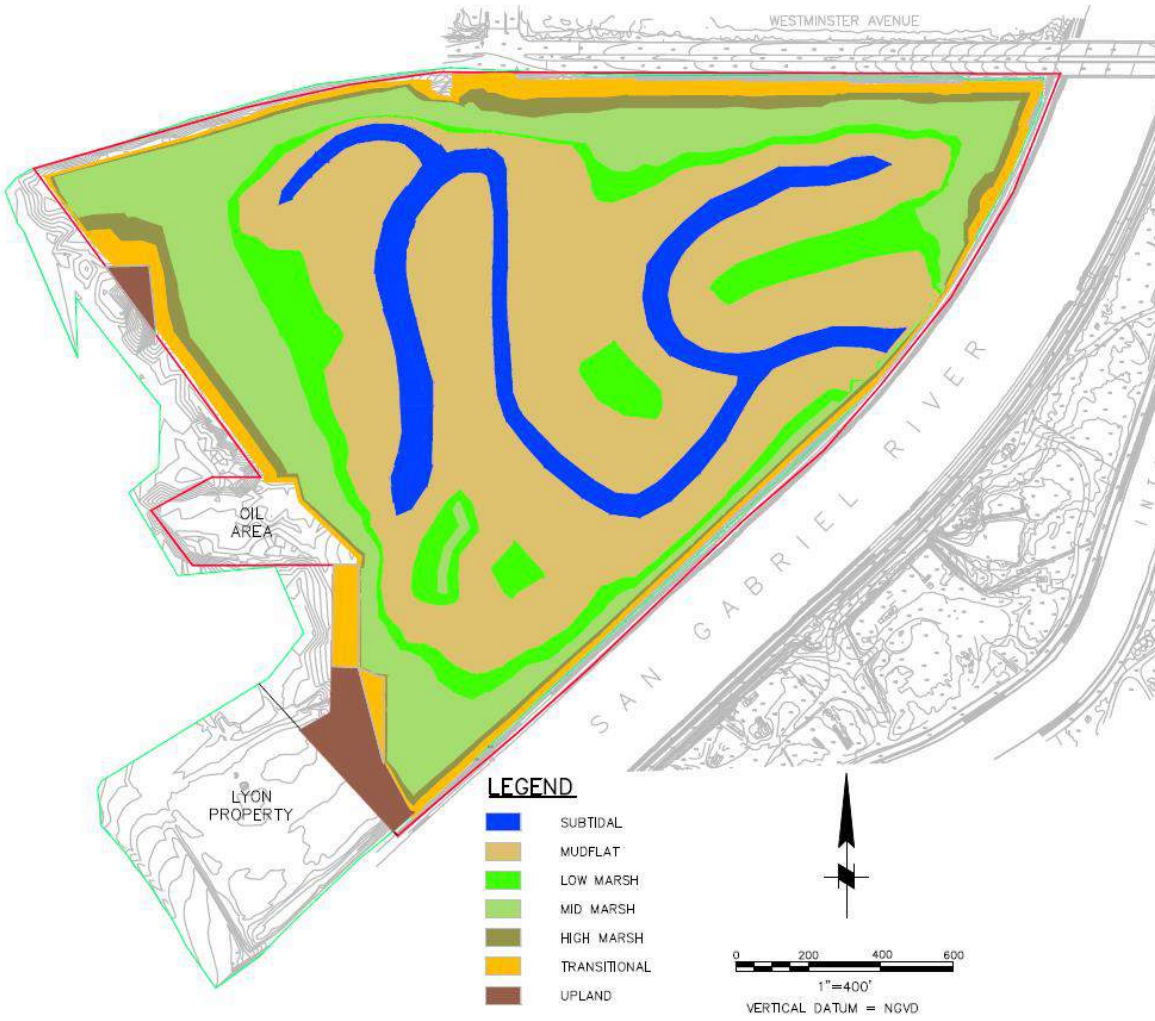 WESTMINSTER AVENUE
OIL
AREA
SAN GABRIEL RIVER
LYON
PROPERTY
LEGEND
SUBTIDAL
MUDFLAT
LOW MARSH
MID MARSH
HIGH MARSH
TRANSITIONAL
UPLAND
0 200 400 600
1"=400'
VERTICAL DATUM = NGVD